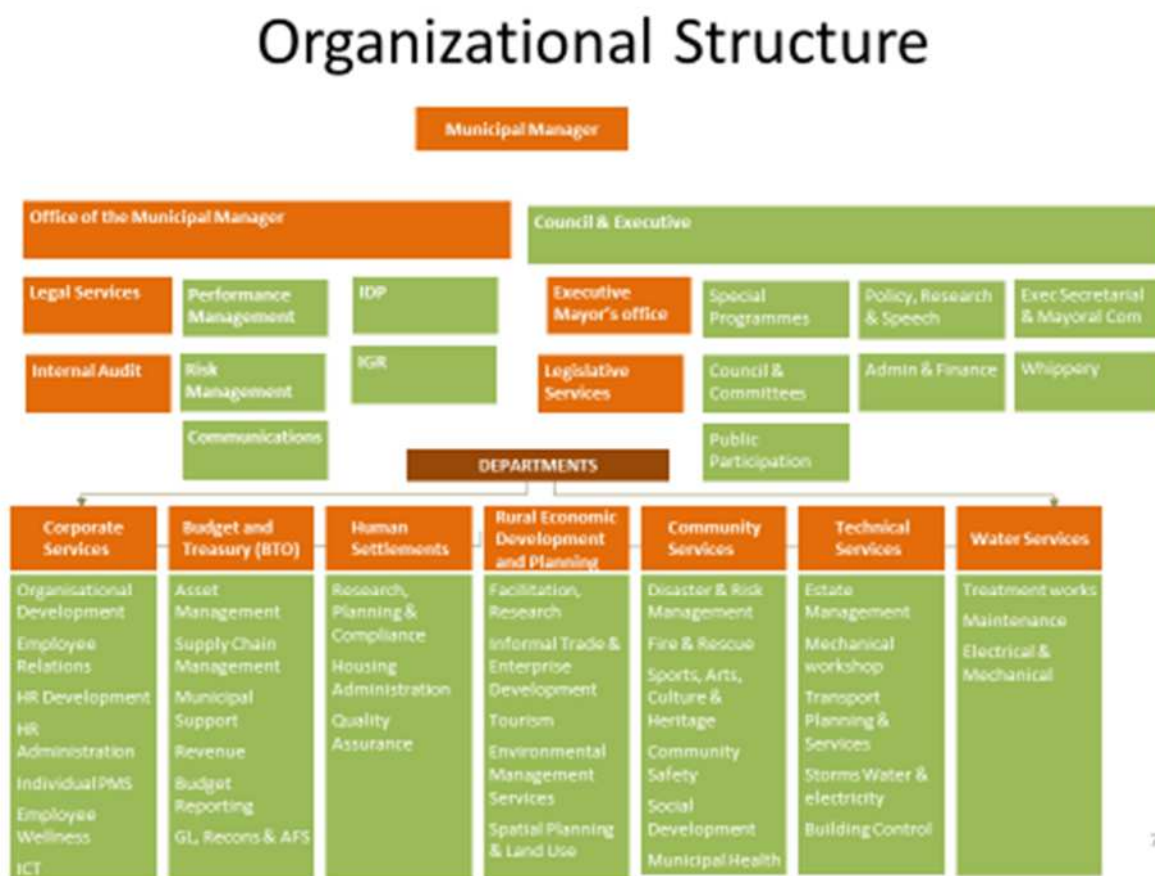 Organizational Structure
Municipal Manager
Office of the Municipal Manager
Council & Executive
Legal Services
Performance
Management
IDP
Executive
Mayor's office
Special
Programmes
Policy, Research
& Speech
Exec Secretarial
& Mayoral Com
Internal Audit
Risk
Management
IGR
Legislative
Services
Council &
Committees
Admin & Finance
Whippery
Communications
Public
Participation
DEPARTMENTS
Corporate
Services
Organisational
Development
Employee
Relations
HR Development
HR
Administration
Individual PMS
Employee
Wellness
ICT
Budget and
Treasury (BTO)
Asset
Management
Supply Chain
Management
Municipal
Support
Revenue
Budget
Reporting
GL, Recons & AFS
Human
Settlements
Research,
Planning &
Compliance
Housing
Administration
Quality
Assurance
Rural Economic
Development
and Planning
Facilitation,
Research
Informal Trade &
Enterprise
Development
Tourism
Environmental
Management
Services
Spatial Planning
& Land Use
Community
Services
Disaster & Risk
Management
Fire & Rescue
Sports, Arts,
Culture &
Heritage
Community
Safety
Social
Development
Municipal Health
Technical
Services
Estate
Management
Mechanical
workshop
Transport
Planning &
Services
Storms Water &
electricity
Building Control
Water Services
Treatment works
Maintenance
Electrical &
Mechanical